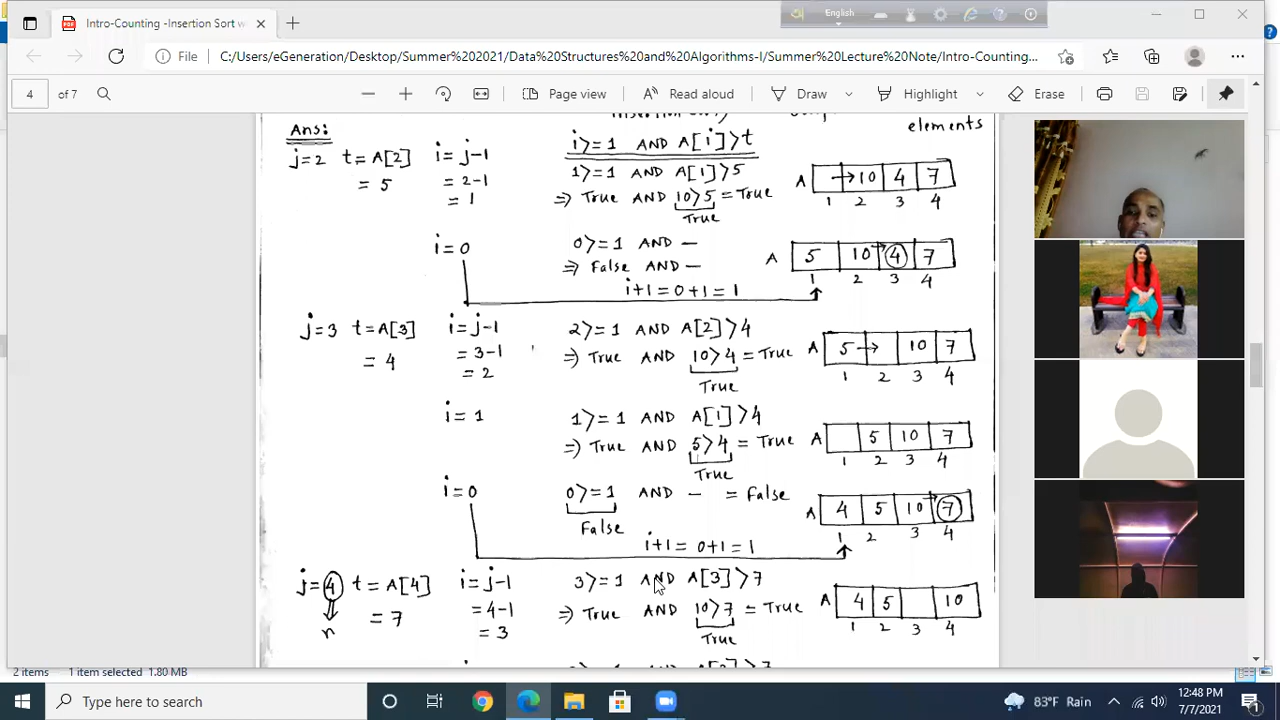 Intro-Counting -Insertion Sort w
English
File
C:/Users/eGeneration/Desktop/Summer%202021/Data%20Structures%20and%20Algorithms-I/Summer%20Lecture%20Note/Intro-Counting...
4 of 7
Page view
Read aloud
Draw
Highlight
Erase
elements
Ans:
j=2 t=A[2] i=j-1 i>=1 AND A[i]>t
= 5 = 2-1 1>=1 AND A[1]>5 A 10 4 7
= 1 => True AND 10>5 = True 1 2 3 4
True
i=0 0>=1 AND — A 5 10 4 7
=> False AND — 1 2 3 4
i+1=0+1=1
j=3 t=A[3] i=j-1 2>=1 AND A[2]>4 A 5→ 10 7
= 4 = 3-1 => True AND 10>4 = True 1 2 3 4
= 2 True
i=1 1>=1 AND A[1]>4 A 5 10 7
=> True AND 5>4 = True 1 2 3 4
True
i=0 0>=1 AND — = False A 4 5 10 7
False 1 2 3 4
i+1= 0+1=1
j=4 t=A[4] i=j-1 3>=1 AND A[3]>7 A 4 5 10
n = 7 =4-1 => True AND 10>7 = True 1 2 3 4
= 3 True
2 items 1 item selected 1.80 MB
Type here to search
83°F Rain
12:48 PM
7/7/2021